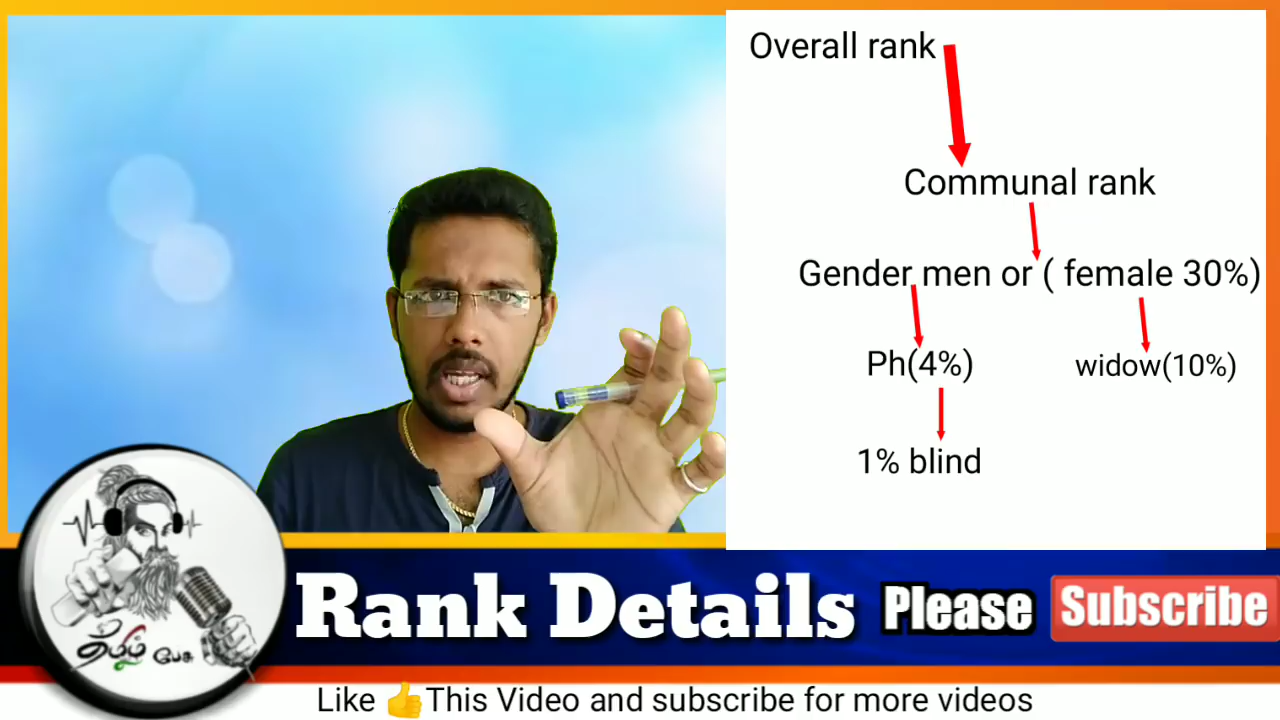 Overall rank
Communal rank
Gender men or ( female 30%)
Ph(4%)
widow(10%)
1% blind
தமிழ் பேசு
Rank Details Please Subscribe
Like 👍This Video and subscribe for more videos